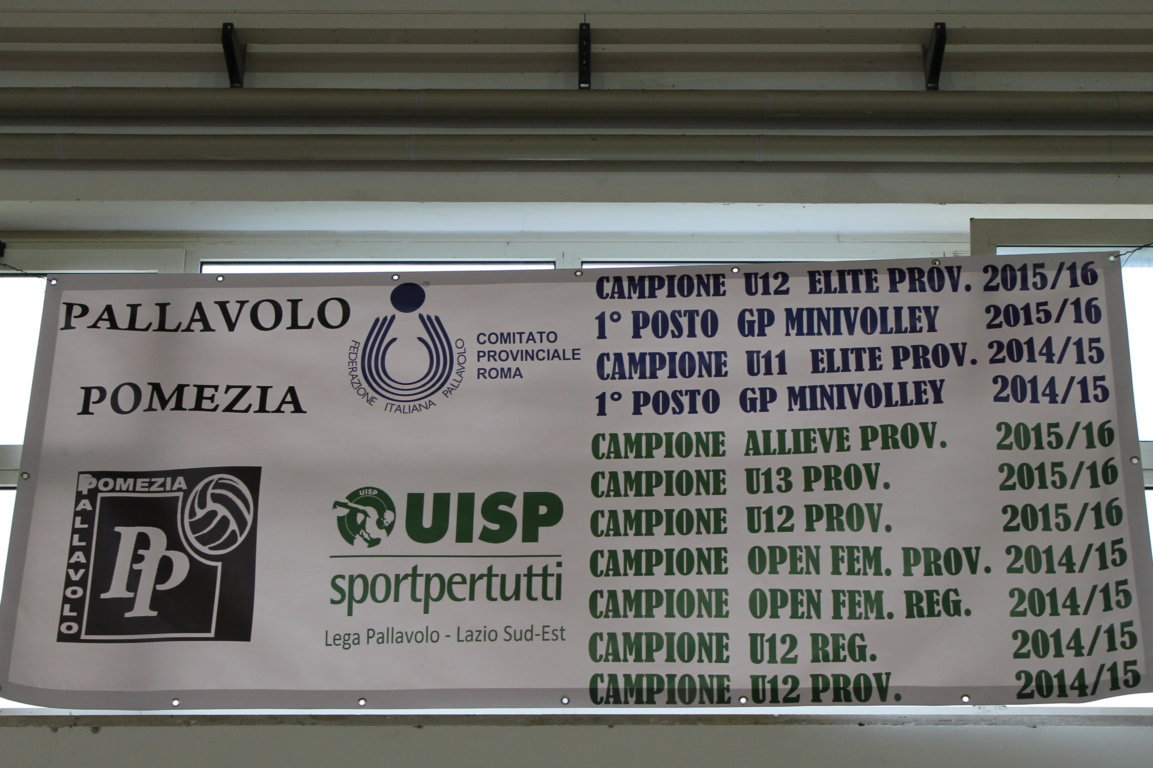 PALLAVOLO
POMEZIA
®
FEDERAZIONE ITALIANA PALLAVOLO
COMITATO
PROVINCIALE
ROMA
POMEZIA
PALLAVOLO
PP
UISP
UISP
sportpertutti
Lega Pallavolo - Lazio Sud-Est
CAMPIONE U12 ELITE PROV. 2015/16
1° POSTO GP MINIVOLLEY 2015/16
CAMPIONE U11 ELITE PROV. 2014/15
1° POSTO GP MINIVOLLEY 2014/15
CAMPIONE ALLIEVE PROV. 2015/16
CAMPIONE U13 PROV. 2015/16
CAMPIONE U12 PROV. 2015/16
CAMPIONE OPEN FEM. PROV. 2014/15
CAMPIONE OPEN FEM. REG. 2014/15
CAMPIONE U12 REG. 2014/15
CAMPIONE U12 PROV. 2014/15